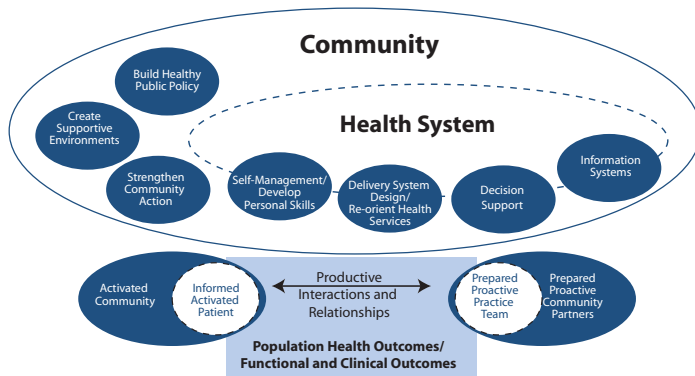 Community
Build Healthy
Public Policy
Create
Supportive
Environments
Strengthen
Community
Action
Health System
Self-Management/
Develop
Personal Skills
Delivery System
Design/
Re-orient Health
Services
Decision
Support
Information
Systems
Activated
Community
Informed
Activated
Patient
Productive
Interactions and
Relationships
Prepared
Proactive
Practice
Team
Prepared
Proactive
Community
Partners
Population Health Outcomes/
Functional and Clinical Outcomes